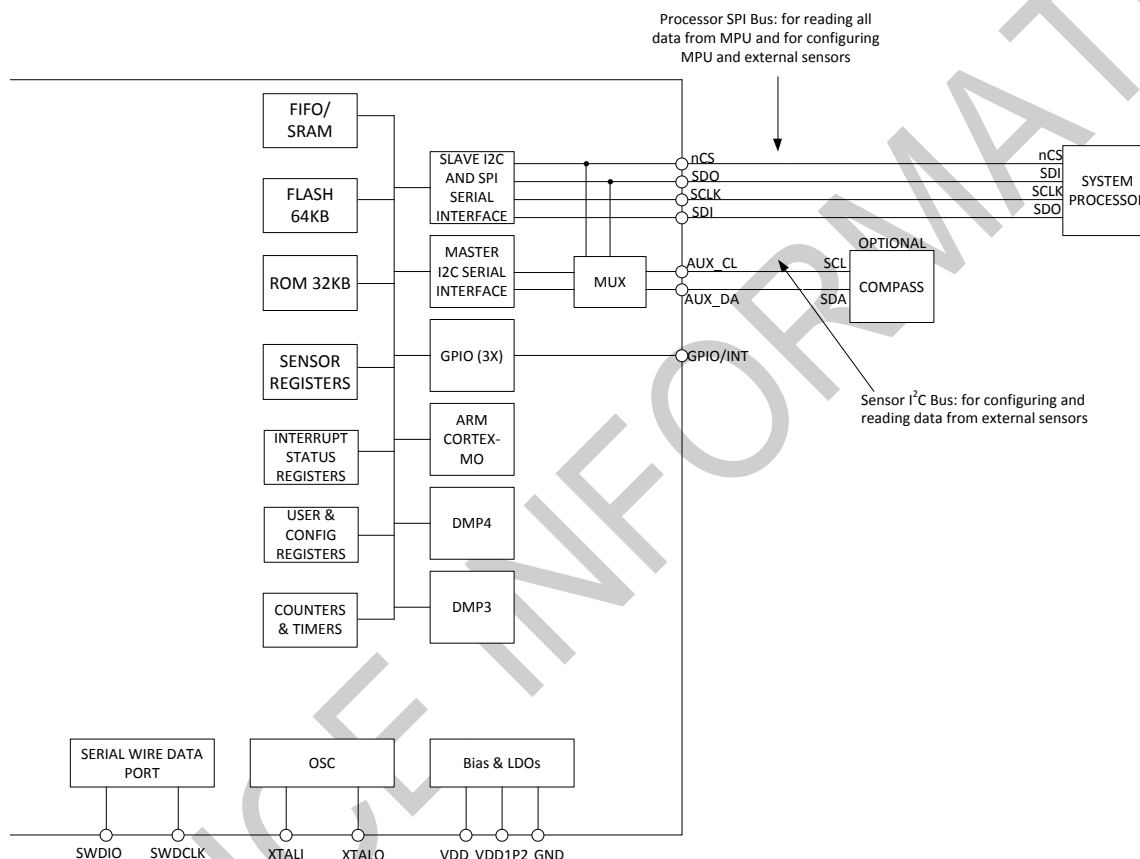 Processor SPI Bus: for reading all
data from MPU and for configuring
MPU and external sensors
FIFO/
SRAM
FLASH
64KB
ROM 32KB
SENSOR
REGISTERS
INTERRUPT
STATUS
REGISTERS
USER &
CONFIG
REGISTERS
COUNTERS
& TIMERS
SLAVE I2C
AND SPI
SERIAL
INTERFACE
MASTER
I2C SERIAL
INTERFACE
GPIO (3X)
ARM
CORTEX-
MO
DMP4
DMP3
MUX
nCS
SDO
SCLK
SDI
AUX_CL
AUX_DA
GPIO/INT
nCS
SDI
SCLK
SDO
SYSTEM
PROCESSOR
OPTIONAL
SCL
SDA
COMPASS
Sensor I²C Bus: for configuring and
reading data from external sensors
SERIAL WIRE DATA
PORT
OSC
Bias & LDOs
SWDIO
SWDCLK
XTALI
XTALO
VDD
VDD1P2
GND
NCE INFORMAT